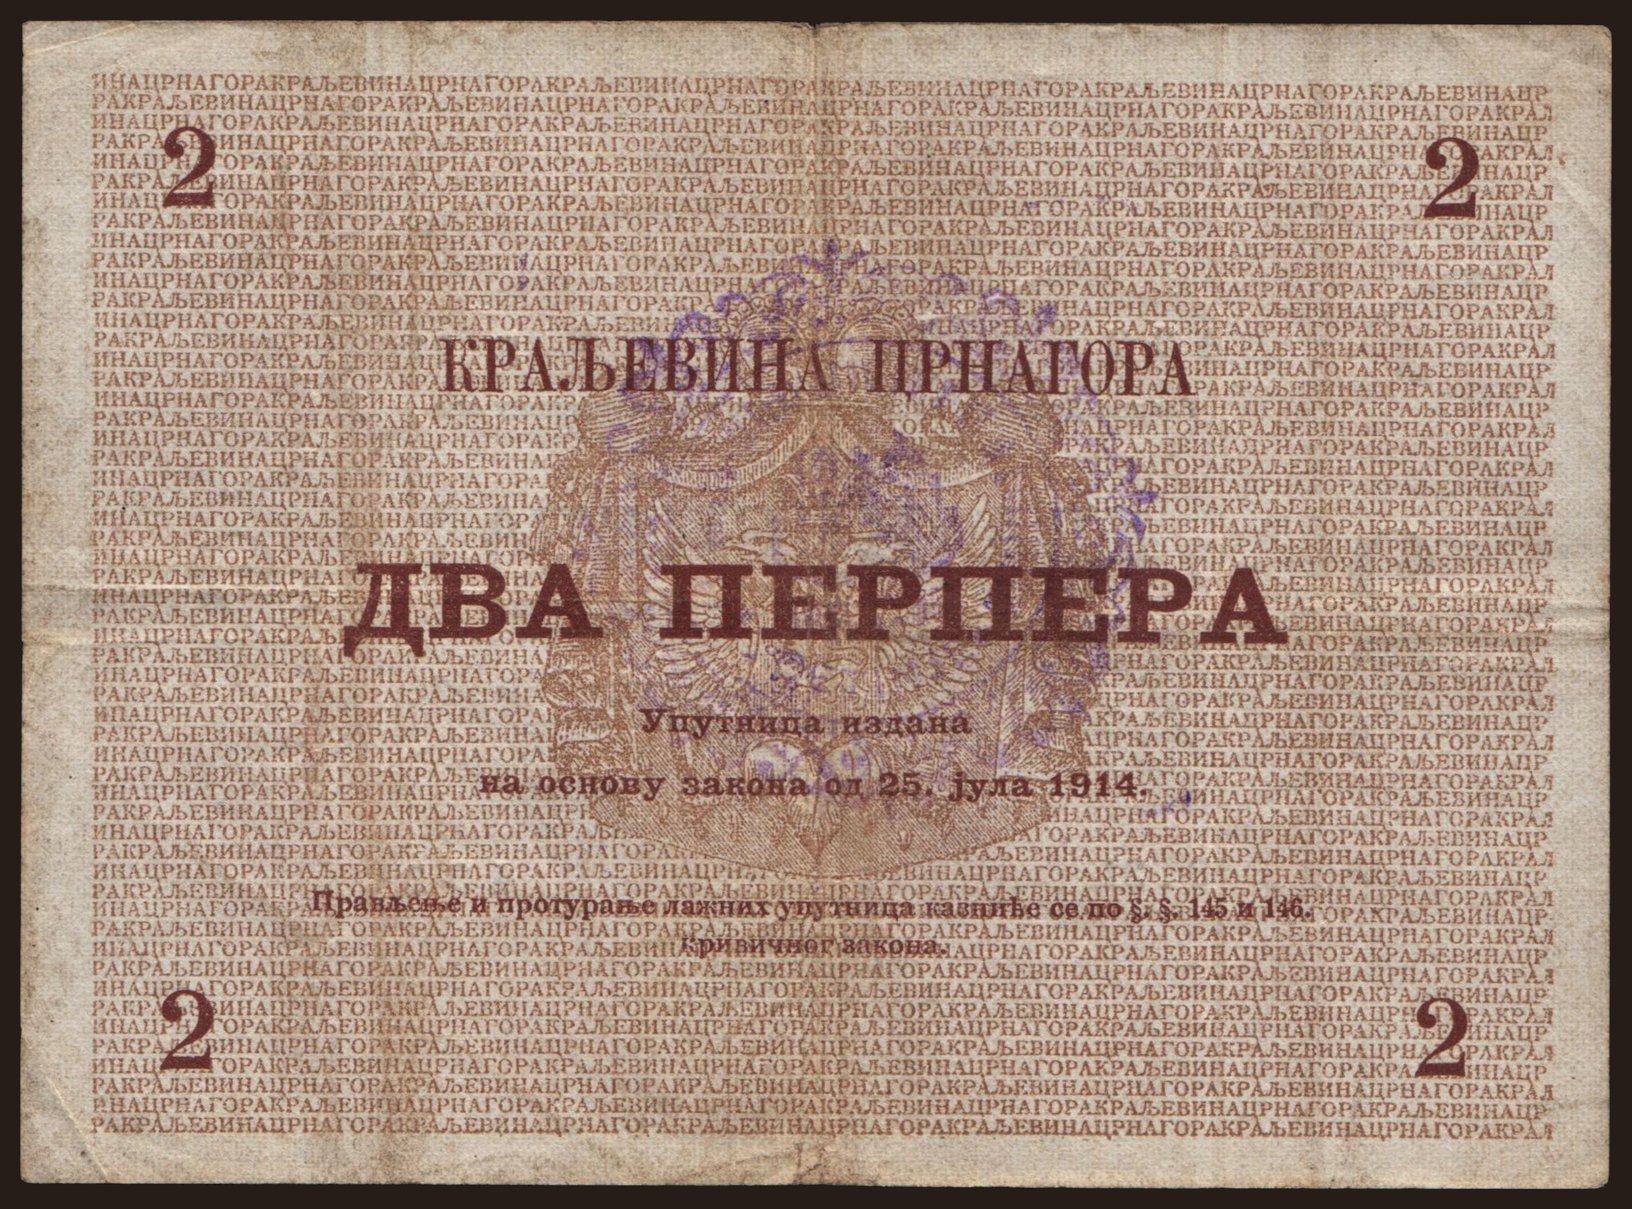 2 2
КРАЉЕВИНА ЦРНАГОРА
ДВА ПЕРПЕРА
Упутница издана
на основу закона од 25. јула 1914.
Прављење и протурање лажних упутница казниће се по §. §. 145 и 146.
кривичног закона.
2 2